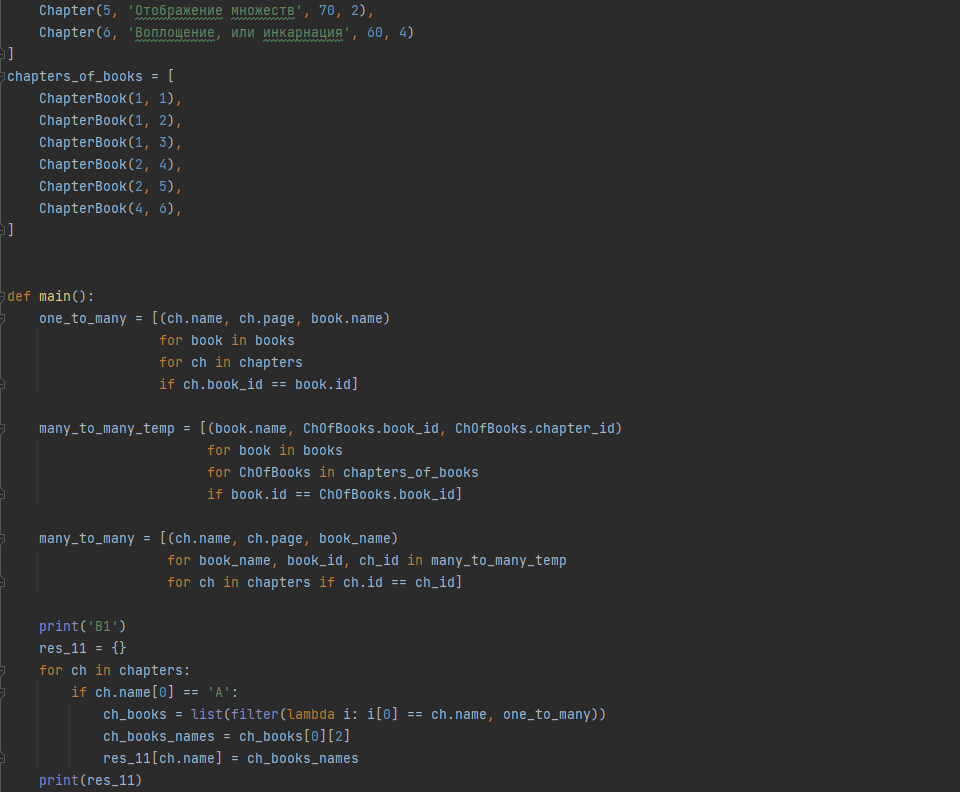 Chapter(5, 'Отображение множеств', 70, 2),
    Chapter(6, 'Воплощение, или инкарнация', 60, 4)
]
chapters_of_books = [
    ChapterBook(1, 1),
    ChapterBook(1, 2),
    ChapterBook(1, 3),
    ChapterBook(2, 4),
    ChapterBook(2, 5),
    ChapterBook(4, 6),
]
def main():
    one_to_many = [(ch.name, ch.page, book.name)
                   for book in books
                   for ch in chapters
                   if ch.book_id == book.id]
    many_to_many_temp = [(book.name, ChOfBooks.book_id, ChOfBooks.chapter_id)
                         for book in books
                         for ChOfBooks in chapters_of_books
                         if book.id == ChOfBooks.book_id]
    many_to_many = [(ch.name, ch.page, book_name)
                    for book_name, book_id, ch_id in many_to_many_temp
                    for ch in chapters if ch.id == ch_id]
    print('В1')
    res_11 = {}
    for ch in chapters:
        if ch.name[0] == 'А':
            ch_books = list(filter(lambda i: i[0] == ch.name, one_to_many))
            ch_books_names = ch_books[0][2]
            res_11[ch.name] = ch_books_names
    print(res_11)